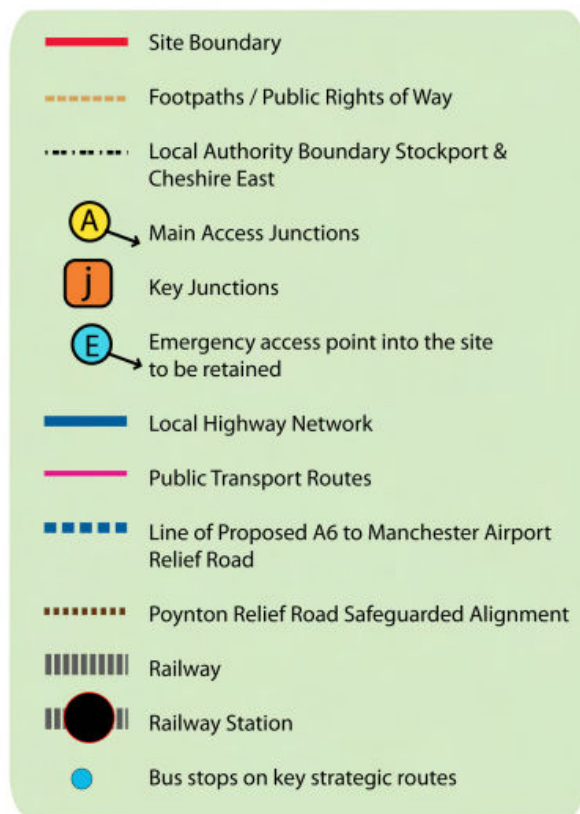 Site Boundary
Footpaths / Public Rights of Way
Local Authority Boundary Stockport &
Cheshire East
A
Main Access Junctions
j
Key Junctions
E
Emergency access point into the site
to be retained
Local Highway Network
Public Transport Routes
Line of Proposed A6 to Manchester Airport
Relief Road
Poynton Relief Road Safeguarded Alignment
Railway
Railway Station
Bus stops on key strategic routes